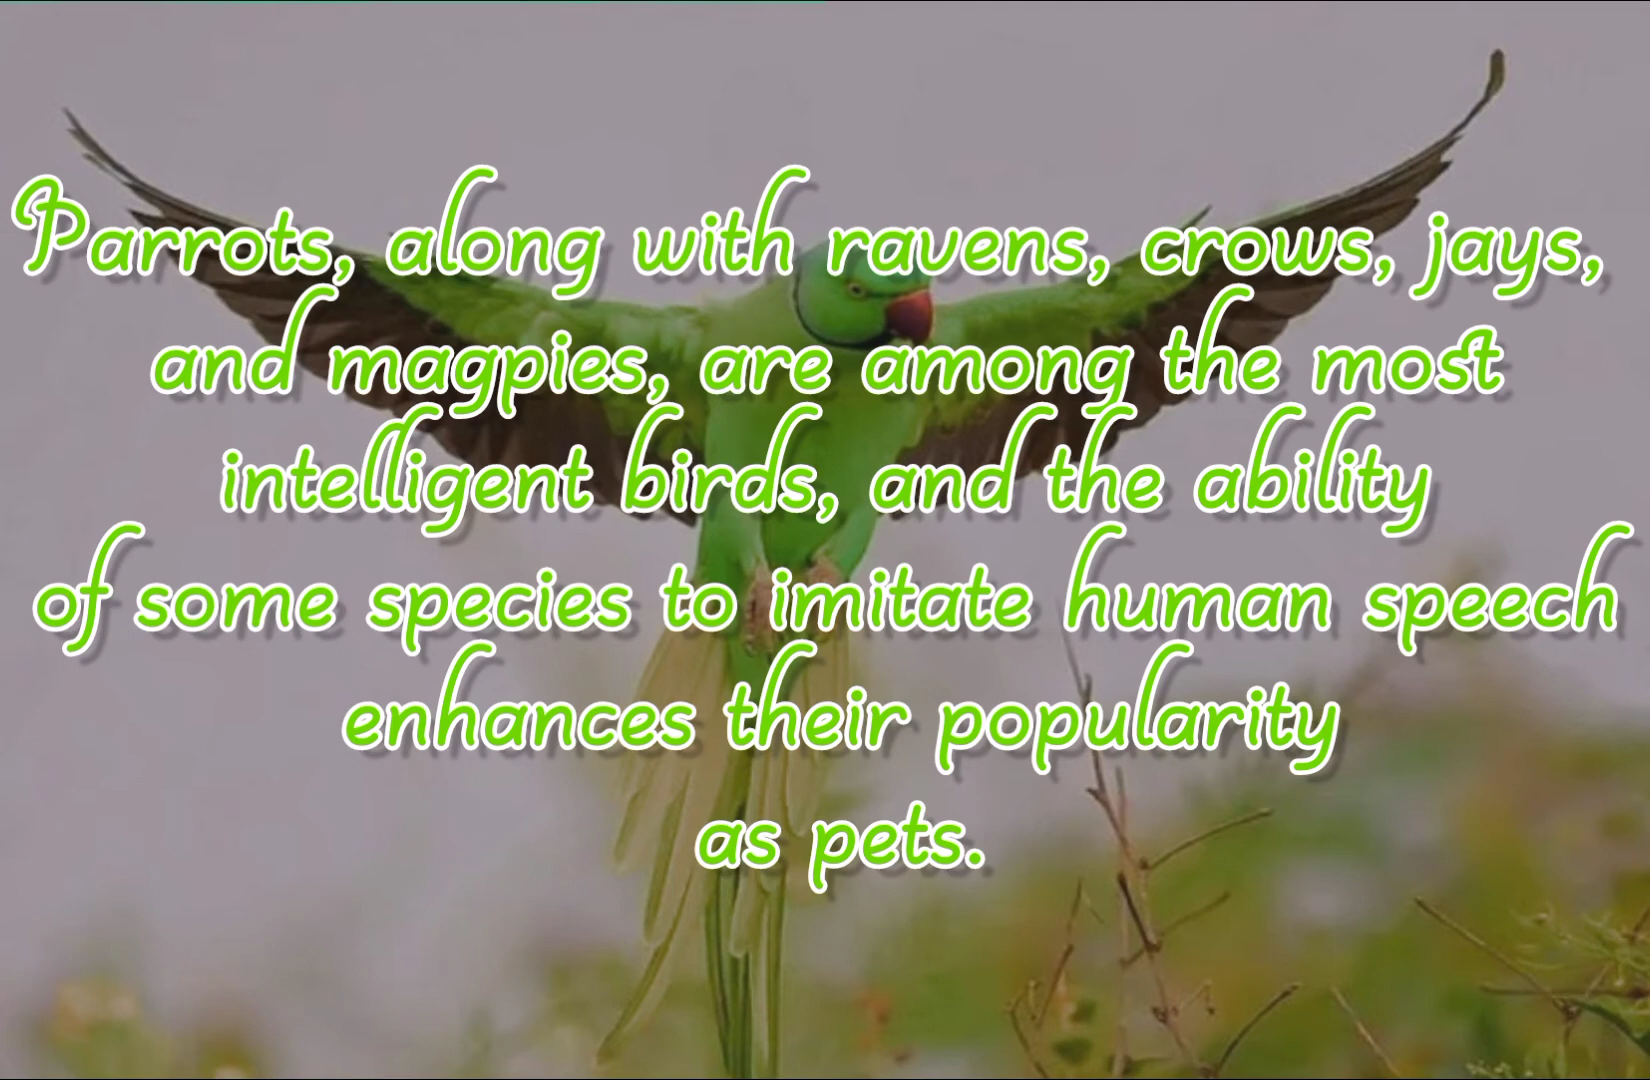 Parrots, along with ravens, crows, jays,
and magpies, are among the most
intelligent birds, and the ability
of some species to imitate human speech
enhances their popularity
as pets.